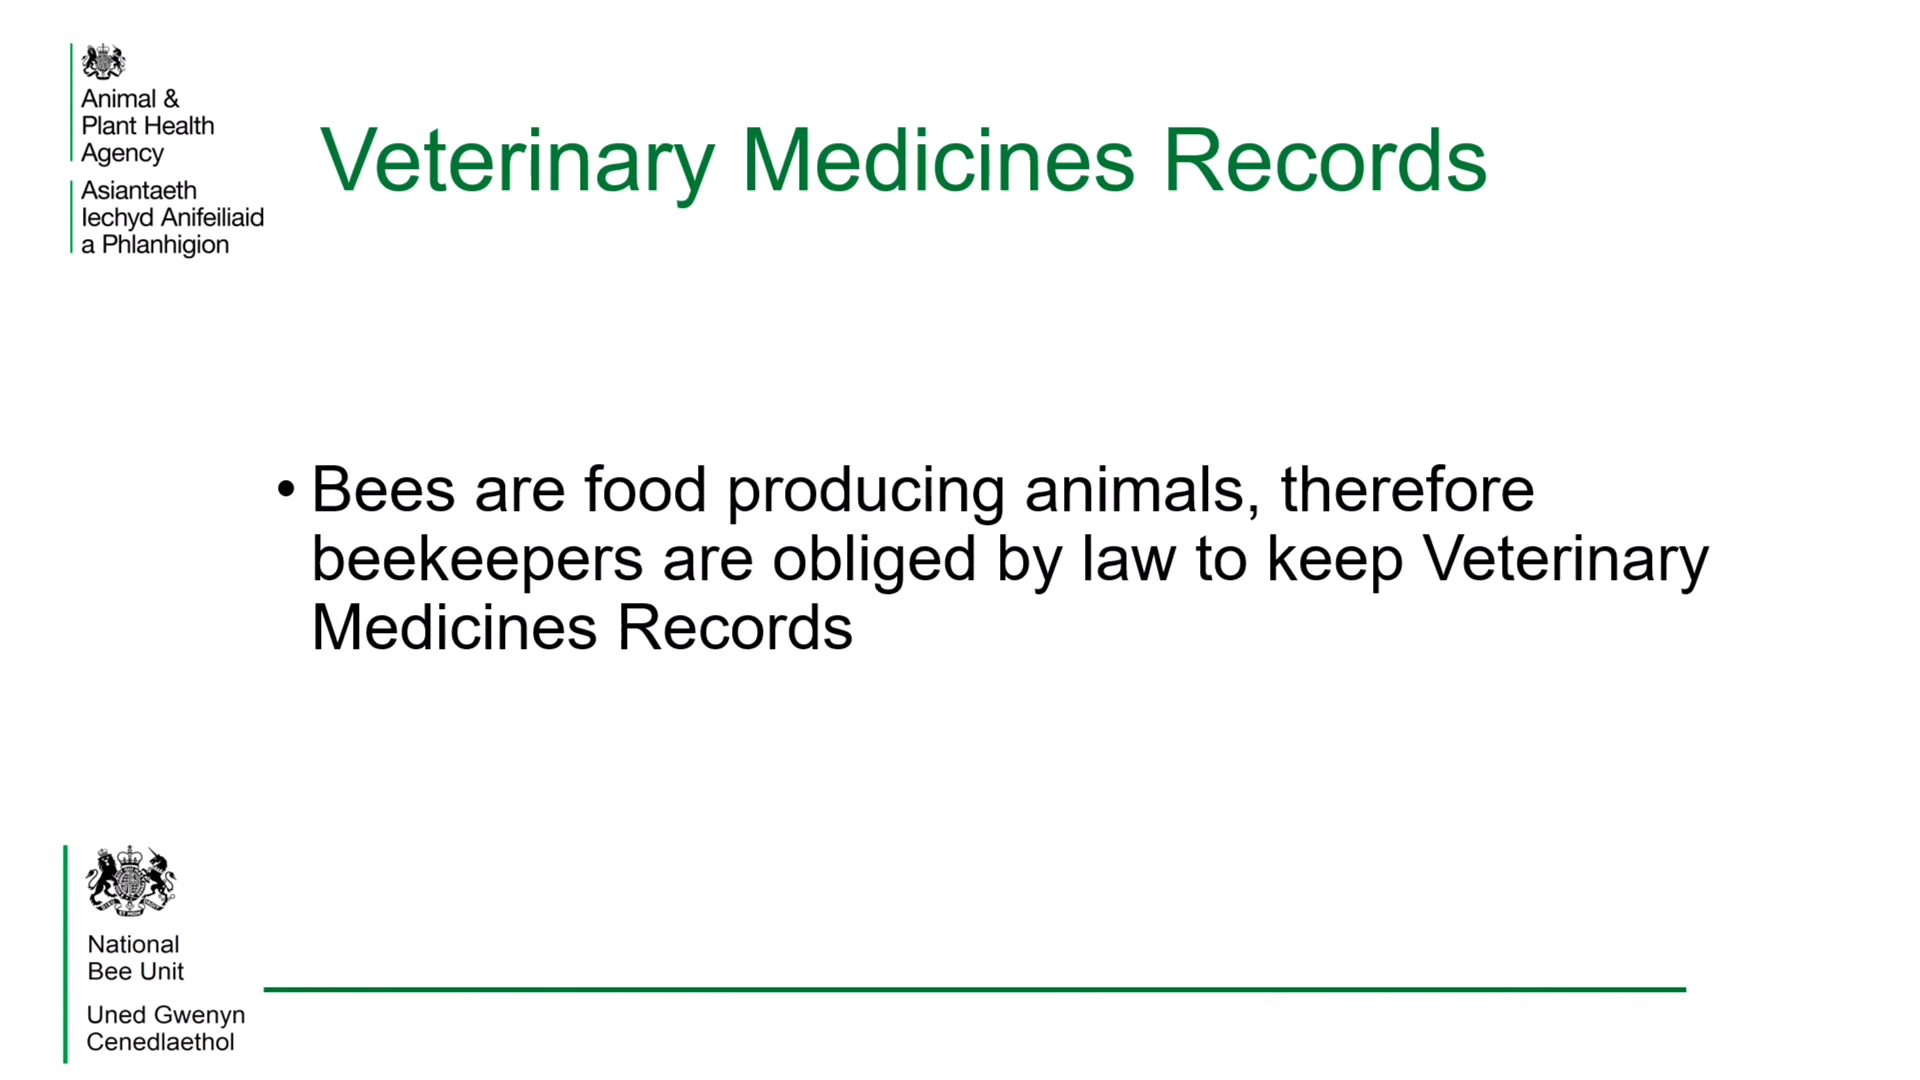 Animal &
Plant Health
Agency
Asiantaeth
Iechyd Anifeiliaid
a Phlanhigion
Veterinary Medicines Records
• Bees are food producing animals, therefore
beekeepers are obliged by law to keep Veterinary
Medicines Records
National
Bee Unit
Uned Gwenyn
Cenedlaethol